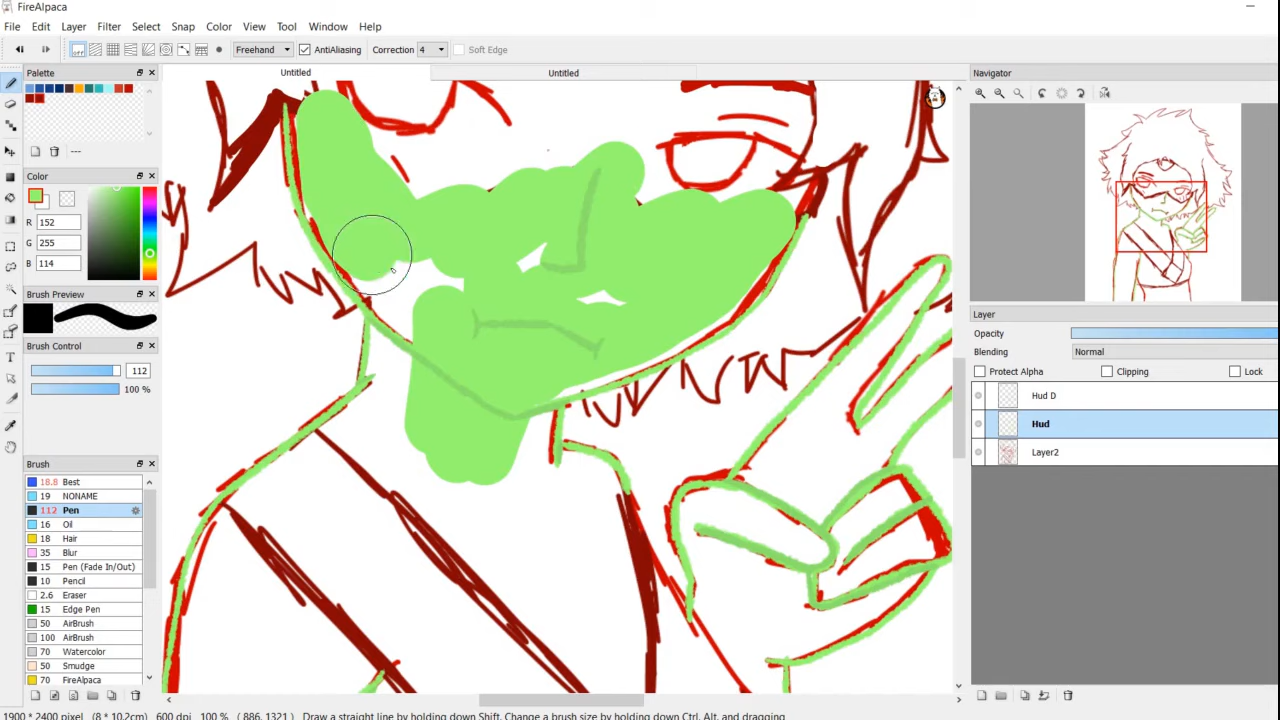 FireAlpaca
File Edit Layer Filter Select Snap Color View Tool Window Help
Freehand AntiAliasing Correction 4 Soft Edge
Palette
Untitled Untitled
Navigator
---
Color
R 152
G 255
B 114
Brush Preview
Brush Control
112
100 %
Layer
Opacity
Blending Normal
Protect Alpha Clipping Lock
Hud D
Hud
Layer2
Brush
18.8 Best
19 NONAME
112 Pen
16 Oil
18 Hair
35 Blur
15 Pen (Fade In/Out)
10 Pencil
2.6 Eraser
15 Edge Pen
50 AirBrush
100 AirBrush
70 Watercolor
50 Smudge
70 FireAlpaca
1900 * 2400 pixel (8 * 10.2cm) 600 dpi 100 % ( 886, 1321 ) Draw a straight line by holding down Shift, Change a brush size by holding down Ctrl, Alt, and dragging